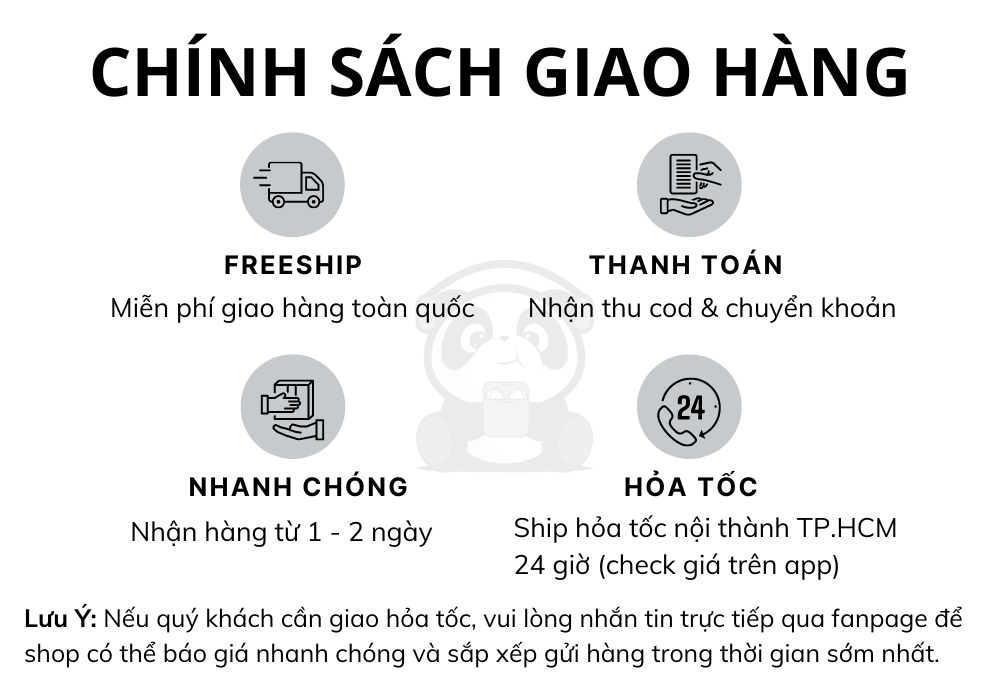 CHÍNH SÁCH GIAO HÀNG
FREESHIP
Miễn phí giao hàng toàn quốc
THANH TOÁN
Nhận thu cod & chuyển khoản
NHANH CHÓNG
Nhận hàng từ 1 - 2 ngày
24
HỎA TỐC
Ship hỏa tốc nội thành TP.HCM
24 giờ (check giá trên app)
Lưu Ý: Nếu quý khách cần giao hỏa tốc, vui lòng nhắn tin trực tiếp qua fanpage để
shop có thể báo giá nhanh chóng và sắp xếp gửi hàng trong thời gian sớm nhất.